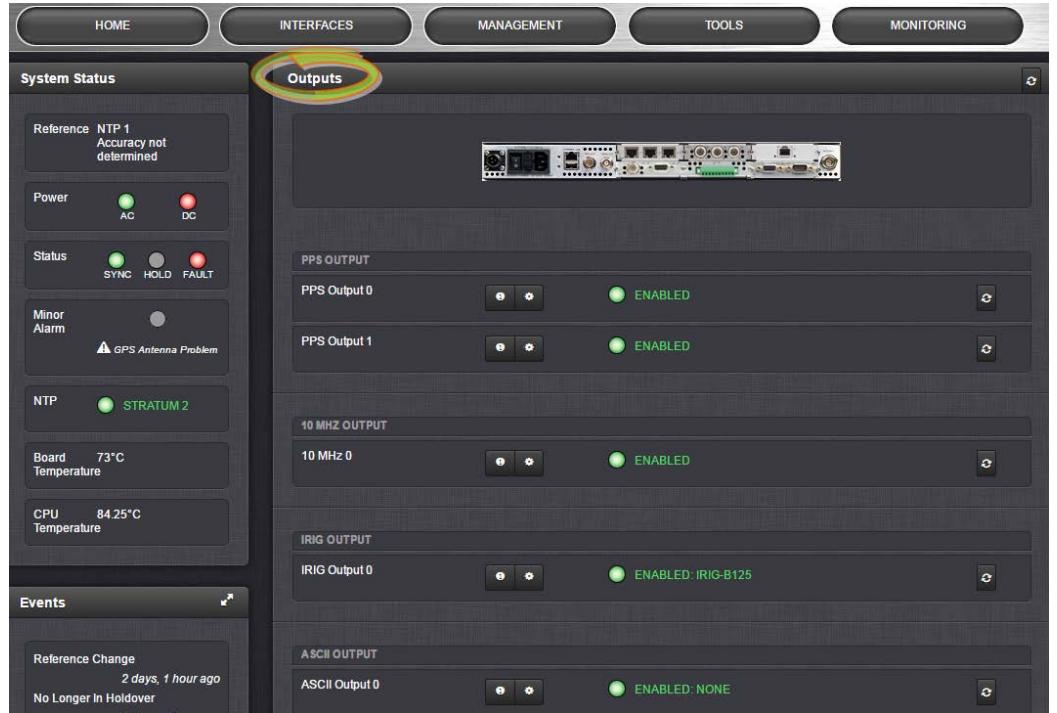 HOME
INTERFACES
MANAGEMENT
TOOLS
MONITORING
System Status
Reference NTP 1
Accuracy not
determined
Power
AC DC
Status
SYNC HOLD FAULT
Minor
Alarm
GPS Antenna Problem
NTP STRATUM 2
Board 73°C
Temperature
CPU 84.25°C
Temperature
Events
Reference Change
2 days, 1 hour ago
No Longer In Holdover
Outputs
PPS OUTPUT
PPS Output 0 ENABLED
PPS Output 1 ENABLED
10 MHZ OUTPUT
10 MHz 0 ENABLED
IRIG OUTPUT
IRIG Output 0 ENABLED: IRIG-B125
ASCII OUTPUT
ASCII Output 0 ENABLED: NONE